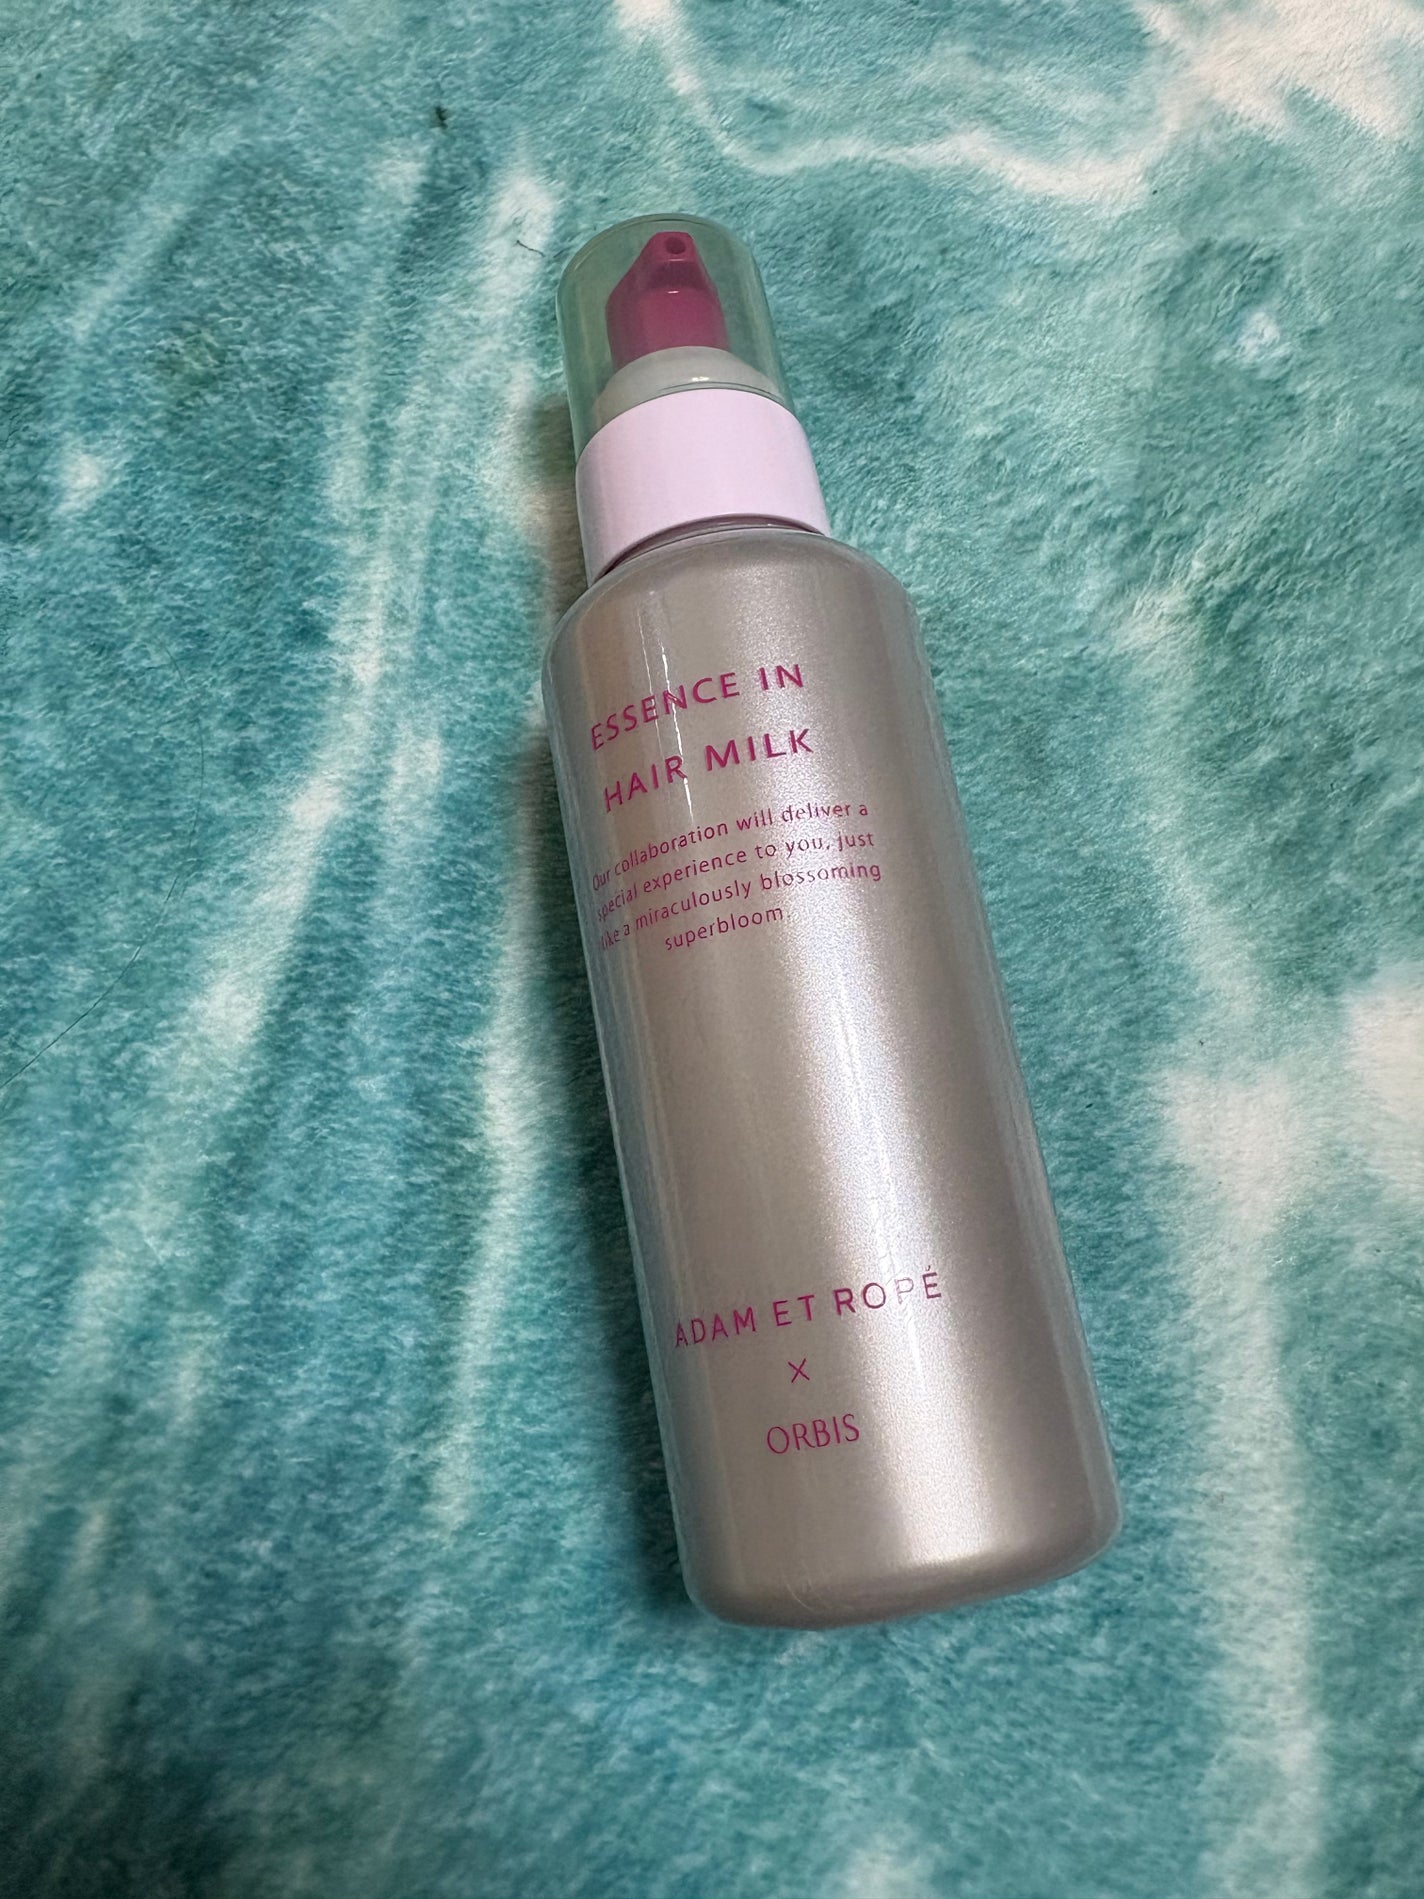 ESSENCE IN
HAIR MILK
Our collaboration will deliver a
special experience to you, just
like a miraculously blossoming
superbloom.
ADAM ET ROPÉ
×
ORBIS